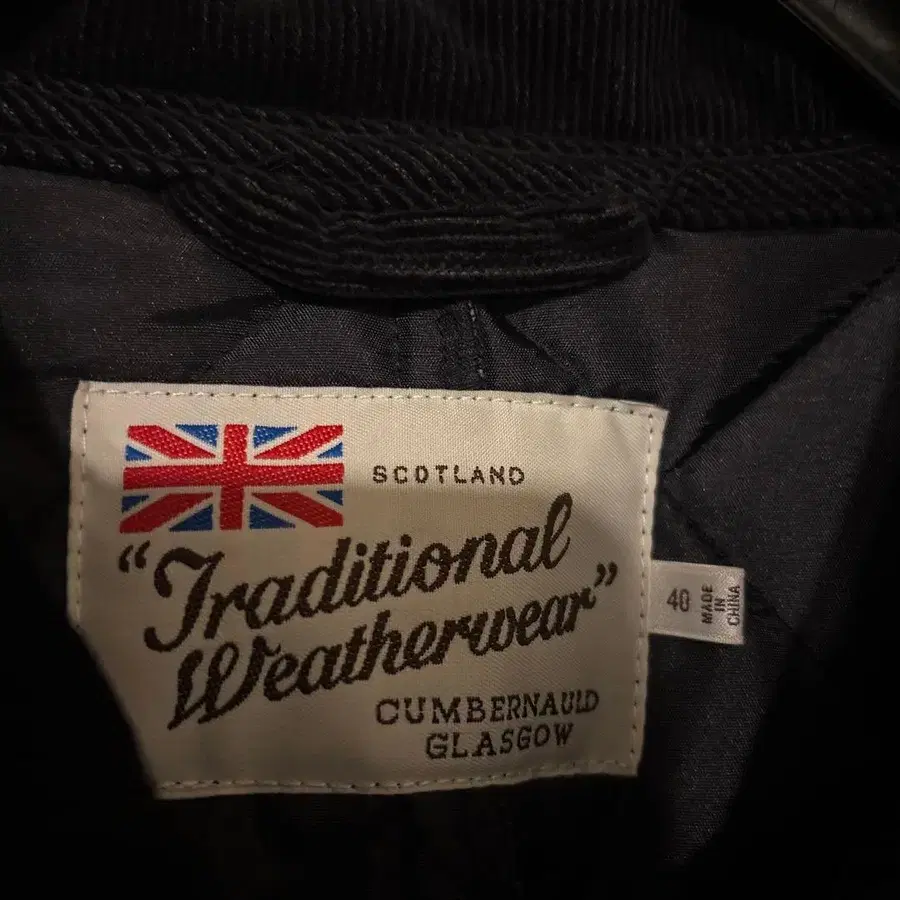 SCOTLAND
"Traditional
Weatherwear"
CUMBERNAULD
GLASGOW
40
MADE
IN
CHINA